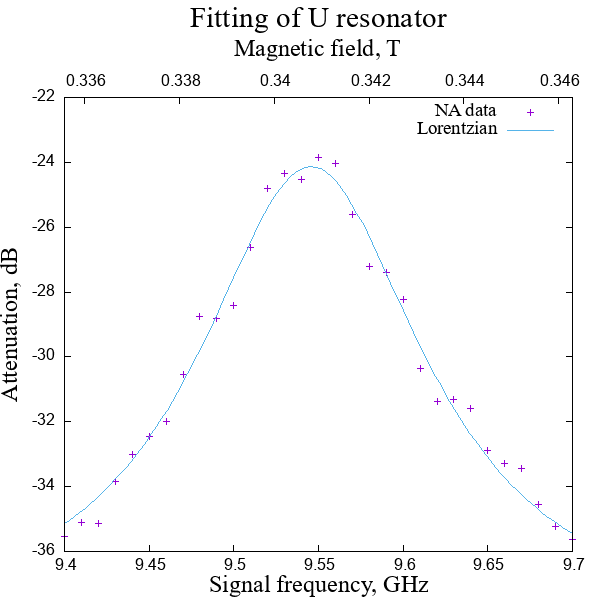 Fitting of U resonator
Magnetic field, T
0.336 0.338 0.34 0.342 0.344 0.346
NA data
Lorentzian
-22
-24
-26
-28
-30
-32
-34
-36
Attenuation, dB
9.4 9.45 9.5 9.55 9.6 9.65 9.7
Signal frequency, GHz